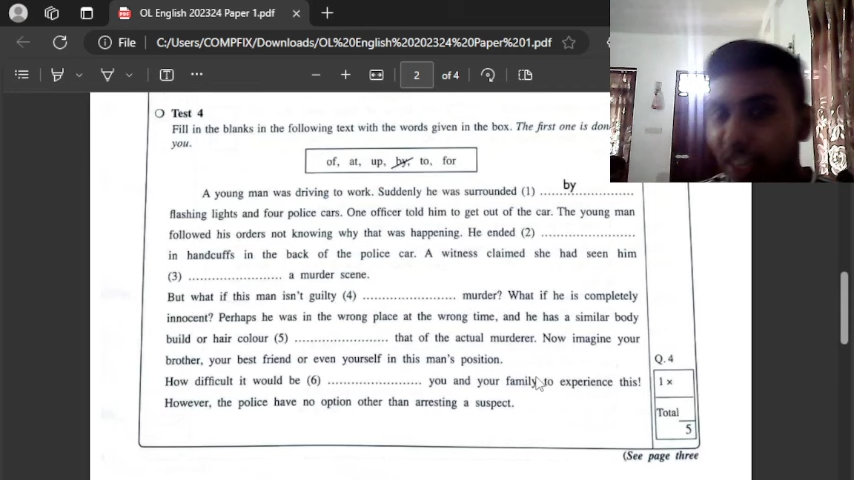 OL English 202324 Paper 1.pdf
File C:/Users/COMPFIX/Downloads/OL%20English%20202324%20Paper%201.pdf
2 of 4
Test 4
Fill in the blanks in the following text with the words given in the box. The first one is don
you.
of, at, up, by, to, for
A young man was driving to work. Suddenly he was surrounded (1) .......by.......
flashing lights and four police cars. One officer told him to get out of the car. The young man
followed his orders not knowing why that was happening. He ended (2) .......................
in handcuffs in the back of the police car. A witness claimed she had seen him
(3) ....................... a murder scene.
But what if this man isn't guilty (4) ....................... murder? What if he is completely
innocent? Perhaps he was in the wrong place at the wrong time, and he has a similar body
build or hair colour (5) ....................... that of the actual murderer. Now imagine your
brother, your best friend or even yourself in this man's position.
How difficult it would be (6) ....................... you and your family to experience this!
However, the police have no option other than arresting a suspect.
Q.4
1 ×
Total
5
(See page three